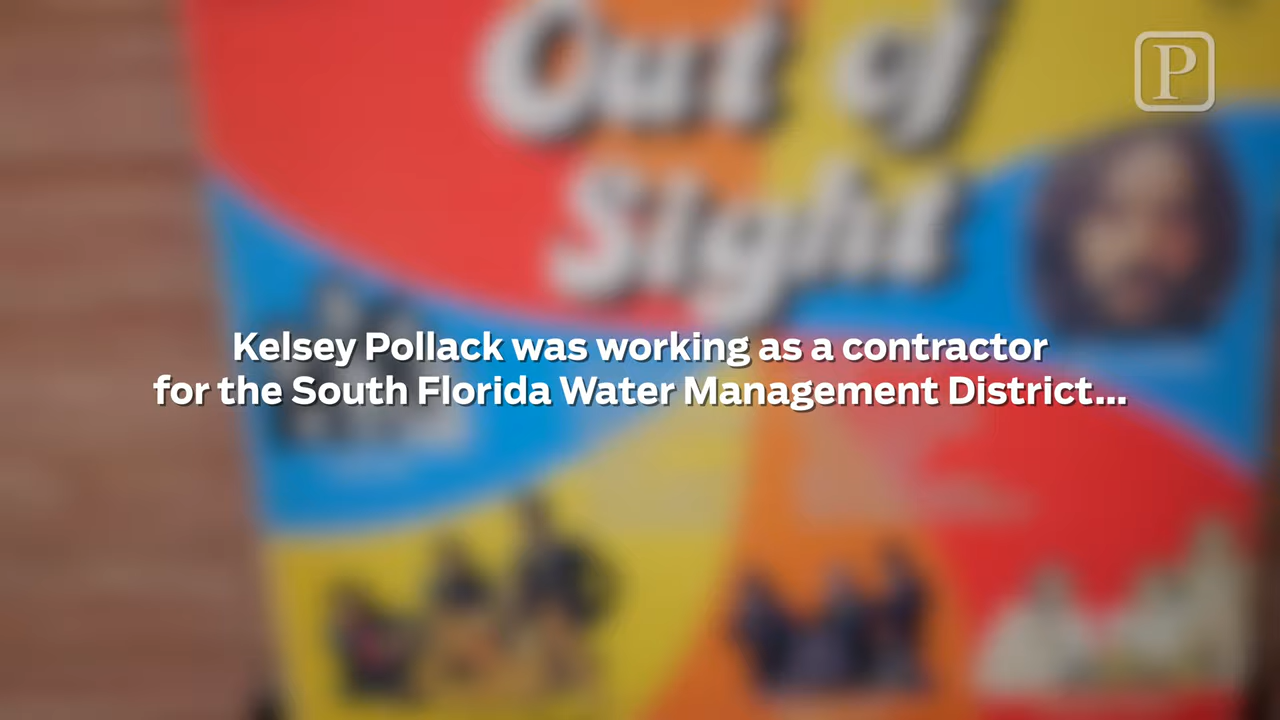 P
Out of
Sight
Kelsey Pollack was working as a contractor
for the South Florida Water Management District...